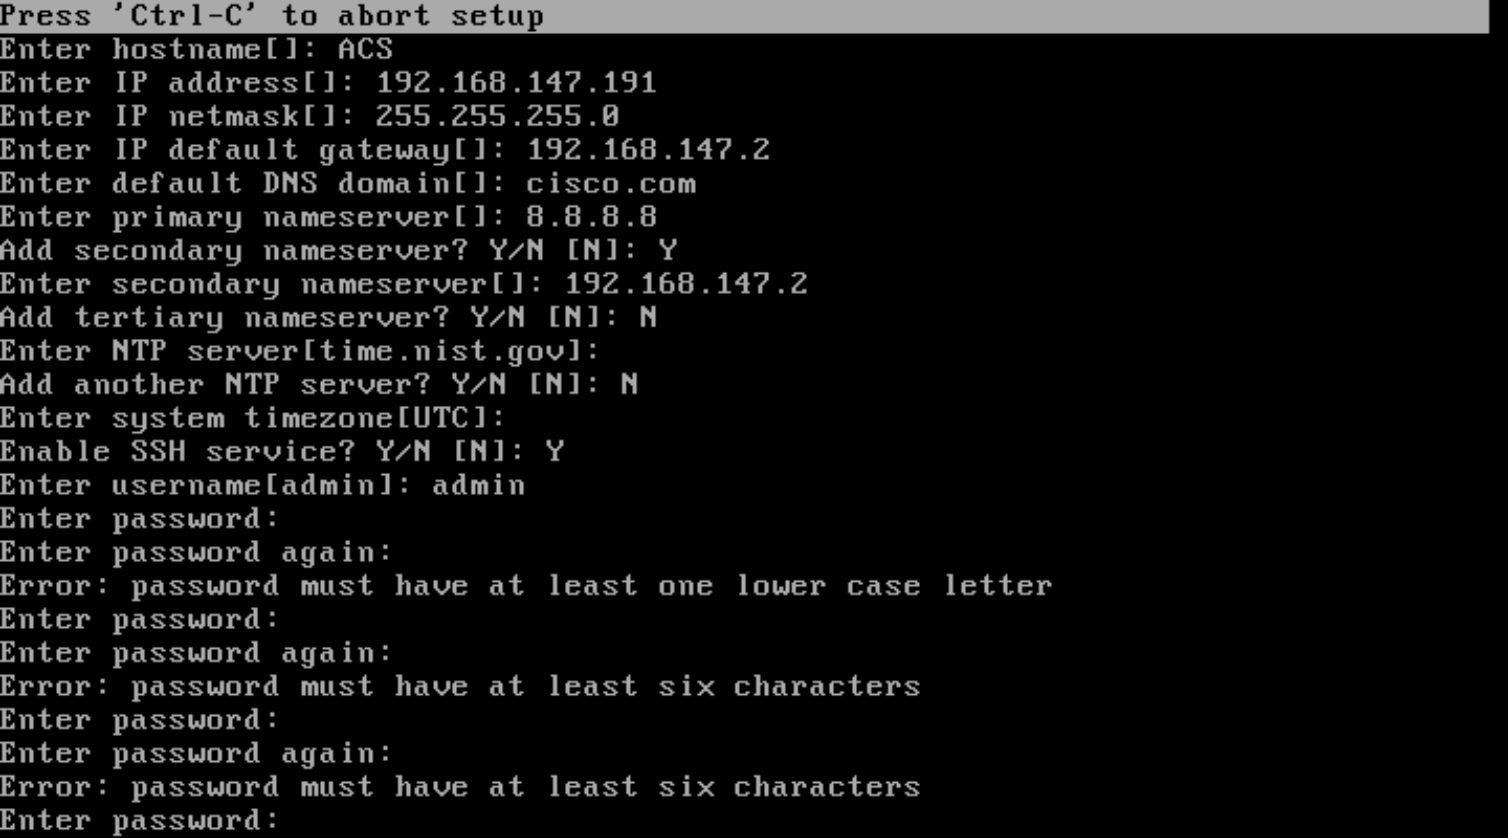 Press 'Ctrl-C' to abort setup
Enter hostname[]: ACS
Enter IP address[]: 192.168.147.191
Enter IP netmask[]: 255.255.255.0
Enter IP default gateway[]: 192.168.147.2
Enter default DNS domain[]: cisco.com
Enter primary nameserver[]: 8.8.8.8
Add secondary nameserver? Y/N [N]: Y
Enter secondary nameserver[]: 192.168.147.2
Add tertiary nameserver? Y/N [N]: N
Enter NTP server[time.nist.gov]:
Add another NTP server? Y/N [N]: N
Enter system timezone[UTC]:
Enable SSH service? Y/N [N]: Y
Enter username[admin]: admin
Enter password:
Enter password again:
Error: password must have at least one lower case letter
Enter password:
Enter password again:
Error: password must have at least six characters
Enter password:
Enter password again:
Error: password must have at least six characters
Enter password: